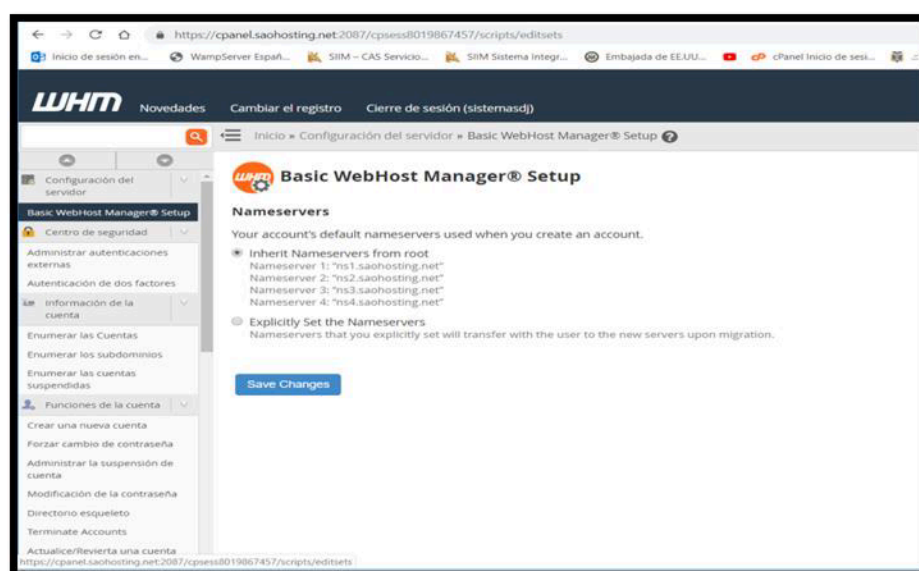 https://cpanel.saohosting.net:2087/cpsess8019867457/scripts/editsets
Inicio de sesión en... WampServer Españ... SIIM – CAS Servicio... SIIM Sistema Integr... Embajada de EE.UU... cPanel Inicio de sesi...
WHM Novedades Cambiar el registro Cierre de sesión (sistemasdj)
Inicio » Configuración del servidor » Basic WebHost Manager® Setup
Configuración del
servidor
Basic WebHost Manager® Setup
Centro de seguridad
Administrar autenticaciones
externas
Autenticación de dos factores
Información de la
cuenta
Enumerar las Cuentas
Enumerar los subdominios
Enumerar las cuentas
suspendidas
Funciones de la cuenta
Crear una nueva cuenta
Forzar cambio de contraseña
Administrar la suspensión de
cuenta
Modificación de la contraseña
Directorio esqueleto
Terminate Accounts
Actualice/Revierta una cuenta
https://cpanel.saohosting.net:2087/cpsess8019867457/scripts/editsets
WHM
Basic WebHost Manager® Setup
Nameservers
Your account's default nameservers used when you create an account.
Inherit Nameservers from root
Nameserver 1: "ns1.saohosting.net"
Nameserver 2: "ns2.saohosting.net"
Nameserver 3: "ns3.saohosting.net"
Nameserver 4: "ns4.saohosting.net"
Explicitly Set the Nameservers
Nameservers that you explicitly set will transfer with the user to the new servers upon migration.
Save Changes